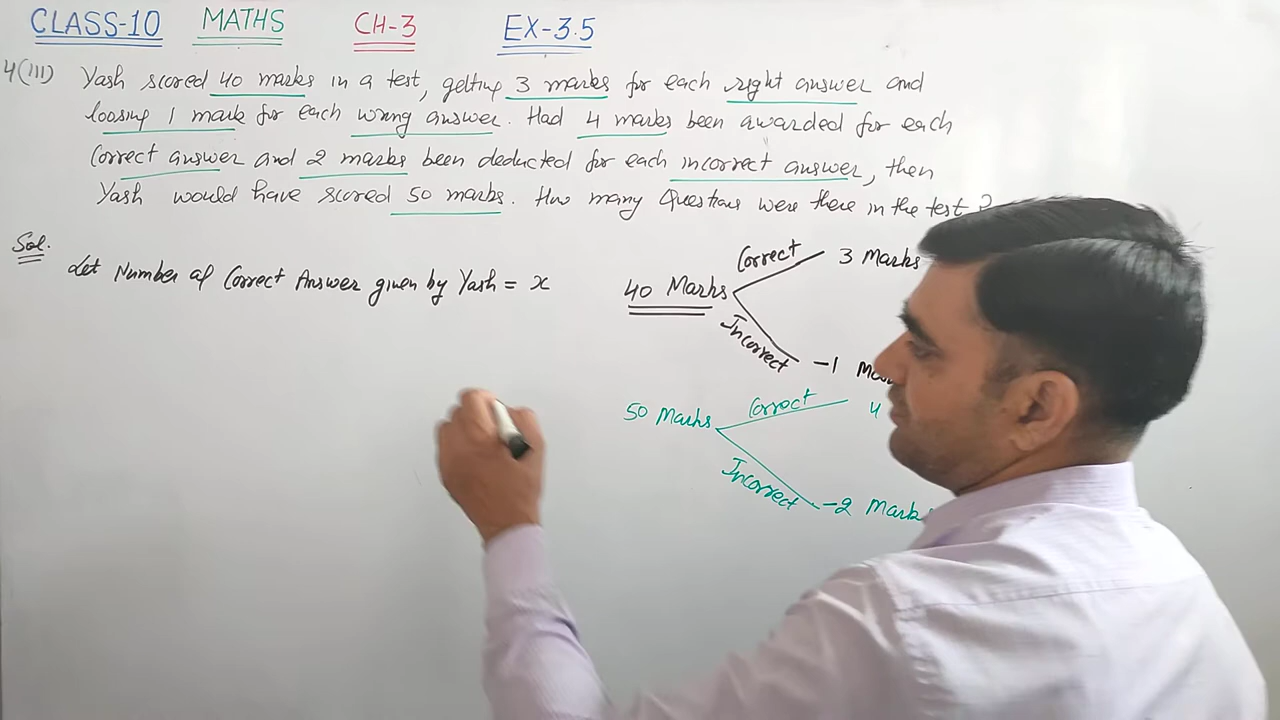 CLASS-10 MATHS CH-3 EX-3.5
4(III) Yash scored 40 marks in a test, getting 3 marks for each right answer and
loosing 1 mark for each wrong answer. Had 4 marks been awarded for each
Correct answer and 2 marks been deducted for each incorrect answer, then
Yash would have scored 50 marks. How many Questions were there in the test ?
Sol.
Let Number of Correct Answer given by Yash = x
40 Marks
Correct 3 Marks
Incorrect -1
50 Marks
Correct 4
Incorrect -2 Marks